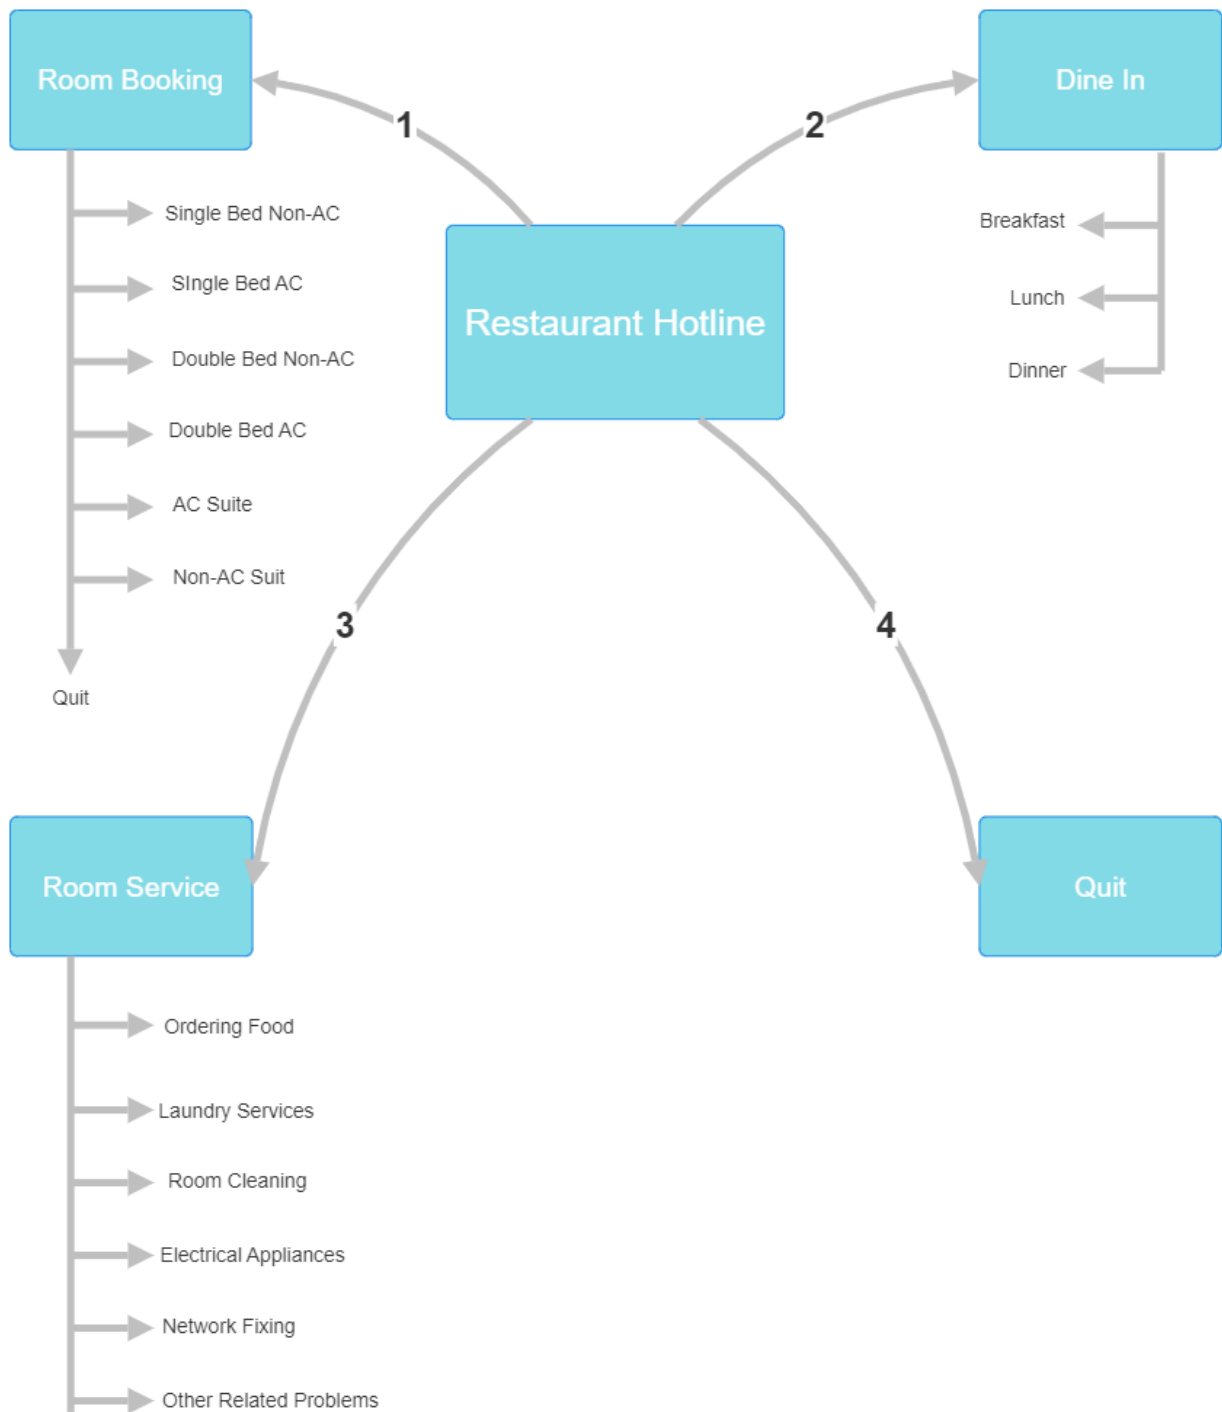 Room Booking
1
2
Dine In
Single Bed Non-AC
SIngle Bed AC
Double Bed Non-AC
Double Bed AC
AC Suite
Non-AC Suit
Quit
Restaurant Hotline
Breakfast
Lunch
Dinner
3
4
Room Service
Quit
Ordering Food
Laundry Services
Room Cleaning
Electrical Appliances
Network Fixing
Other Related Problems